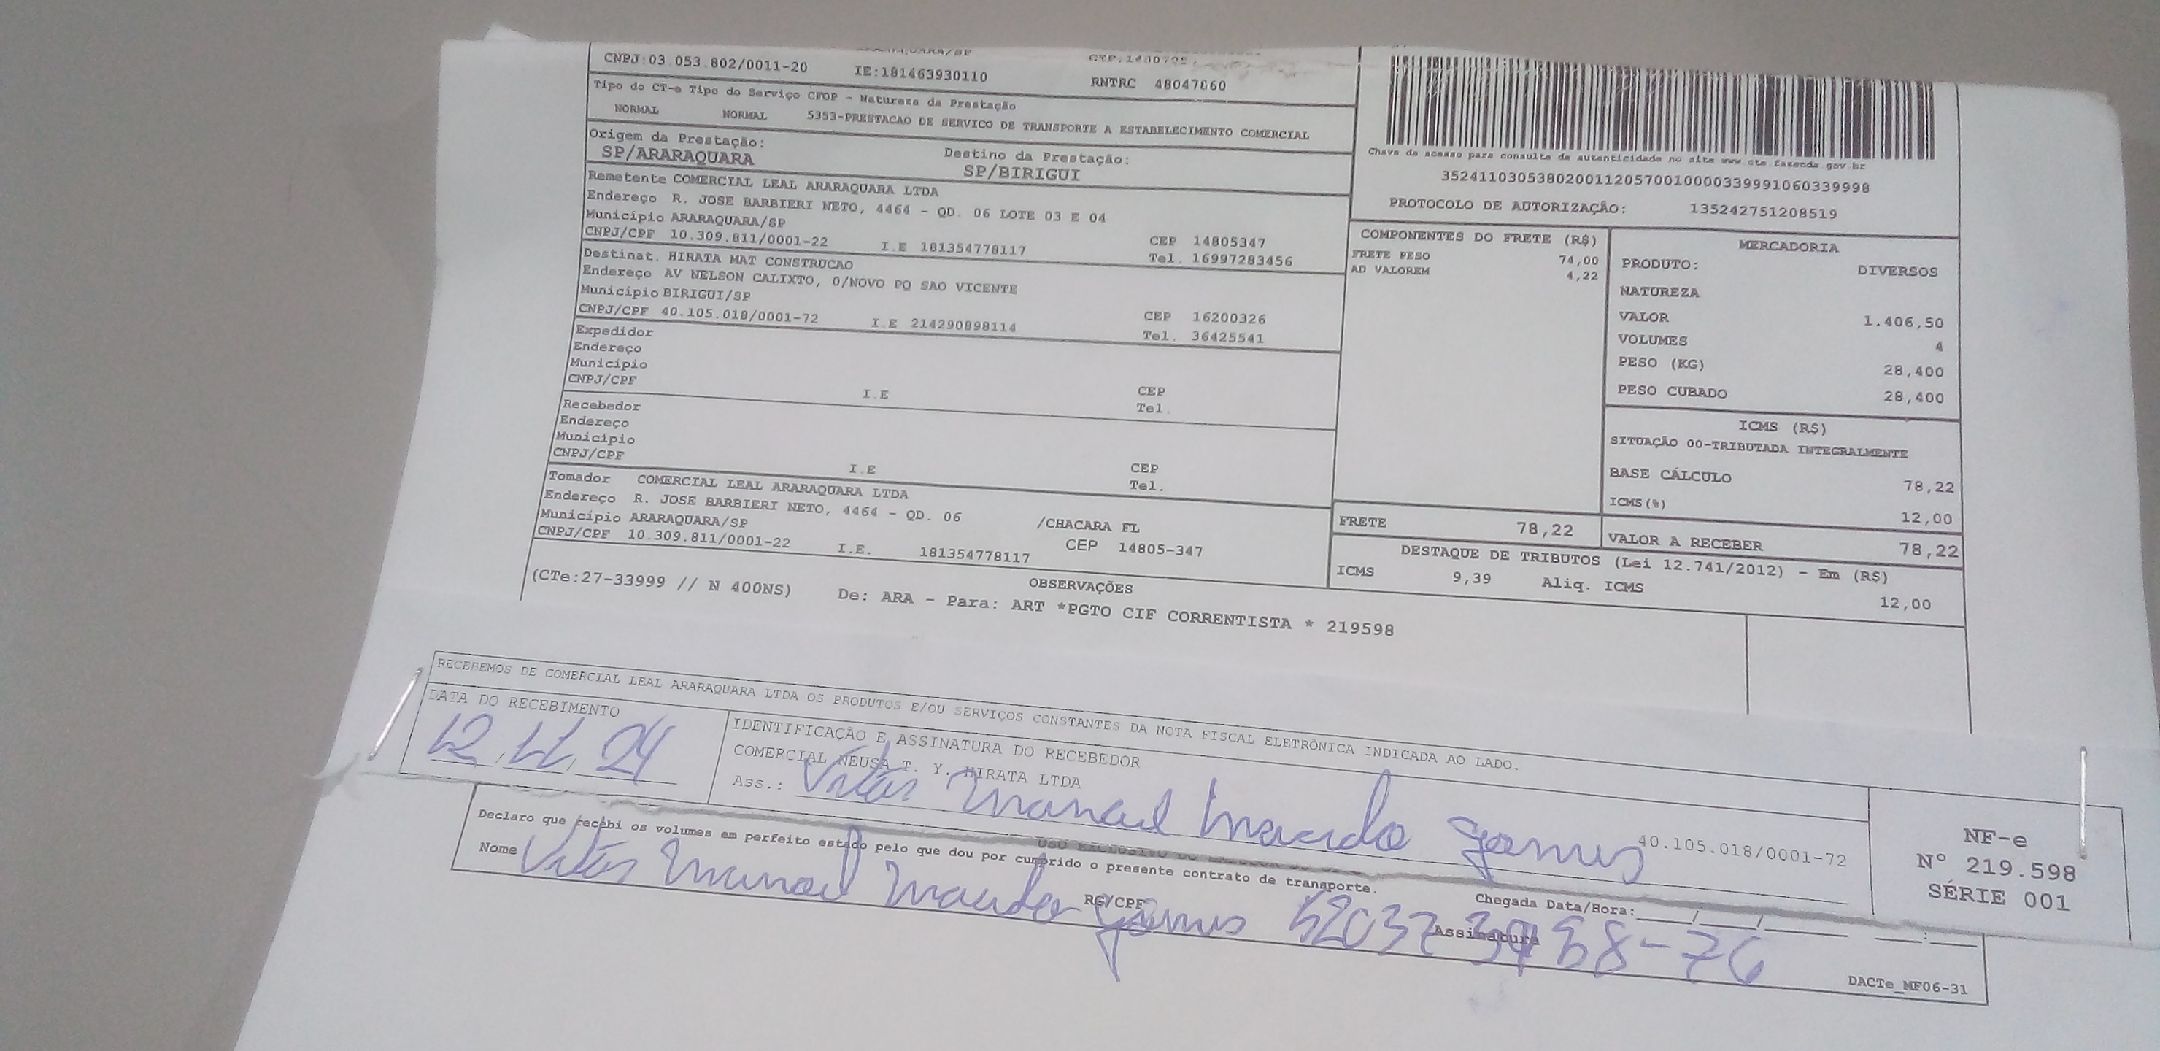 CNPJ:03.053.802/0011-20 IE:181463930110 RNTRC 48047060
Tipo do CT-e Tipo do Serviço CFOP - Natureza da Prestação
NORMAL NORMAL 5353-PRESTACAO DE SERVICO DE TRANSPORTE A ESTABELECIMENTO COMERCIAL
Origem da Prestação: Destino da Prestação:
SP/ARARAQUARA SP/BIRIGUI
Remetente COMERCIAL LEAL ARARAQUARA LTDA
Endereço R. JOSE BARBIERI NETO, 4464 - QD. 06 LOTE 03 E 04
Município ARARAQUARA/SP CEP 14805347
CNPJ/CPF 10.309.811/0001-22 I.E 181354778117 Tel. 16997283456
Destinat. HIRATA MAT CONSTRUCAO
Endereço AV NELSON CALIXTO, 0/NOVO PQ SAO VICENTE
Município BIRIGUI/SP CEP 16200326
CNPJ/CPF 40.105.018/0001-72 I.E 214290898114 Tel. 36425541
Expedidor
Endereço
Município CEP
CNPJ/CPF I.E Tel.
Recebedor
Endereço
Município CEP
CNPJ/CPF I.E Tel.
Tomador COMERCIAL LEAL ARARAQUARA LTDA
Endereço R. JOSE BARBIERI NETO, 4464 - QD. 06 /CHACARA FL
Município ARARAQUARA/SP CEP 14805-347
CNPJ/CPF 10.309.811/0001-22 I.E. 181354778117
Chave de acesso para consulta de autenticidade no site www.cte.fazenda.gov.br
35241103053802001120570010000339991060339998
PROTOCOLO DE AUTORIZAÇÃO: 135242751208519
COMPONENTES DO FRETE (R$)
FRETE PESO 74,00
AD VALOREM 4,22
MERCADORIA
PRODUTO: DIVERSOS
NATUREZA
VALOR 1.406,50
VOLUMES 4
PESO (KG) 28,400
PESO CUBADO 28,400
ICMS (R$)
SITUAÇÃO 00-TRIBUTADA INTEGRALMENTE
BASE CÁLCULO 78,22
ICMS(%) 12,00
FRETE 78,22 VALOR A RECEBER 78,22
DESTAQUE DE TRIBUTOS (Lei 12.741/2012) - Em (R$)
ICMS 9,39 Aliq. ICMS 12,00
OBSERVAÇÕES
(CTe:27-33999 // N 400NS) De: ARA - Para: ART *PGTO CIF CORRENTISTA * 219598
RECEBEMOS DE COMERCIAL LEAL ARARAQUARA LTDA OS PRODUTOS E/OU SERVIÇOS CONSTANTES DA NOTA FISCAL ELETRÔNICA INDICADA AO LADO.
DATA DO RECEBIMENTO IDENTIFICAÇÃO E ASSINATURA DO RECEBEDOR
12 11 24 COMERCIAL NEUSA T. Y. HIRATA LTDA
Ass.: Manoel 40.105.018/0001-72
NF-e
Nº 219.598
SÉRIE 001
Declaro que recebi os volumes em perfeito estado pelo que dou por cumprido o presente contrato de transporte.
Nome Manoel RG/CPF Chegada Data/Hora: __/__/__ __:__
Assinatura
DACTe_MF06-31